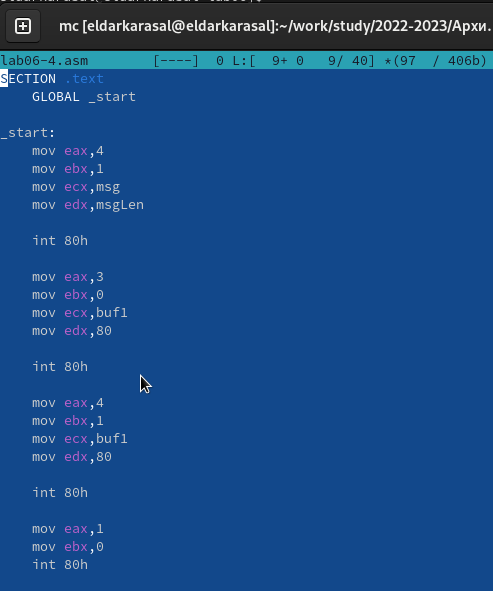 mc [eldarkarasal@eldarkarasal]:~/work/study/2022-2023/Архи.
lab06-4.asm        [----]  0 L:[  9+ 0   9/ 40] *(97  / 406b)
SECTION .text
    GLOBAL _start

_start:
    mov eax,4
    mov ebx,1
    mov ecx,msg
    mov edx,msgLen

    int 80h

    mov eax,3
    mov ebx,0
    mov ecx,buf1
    mov edx,80

    int 80h

    mov eax,4
    mov ebx,1
    mov ecx,buf1
    mov edx,80

    int 80h

    mov eax,1
    mov ebx,0
    int 80h